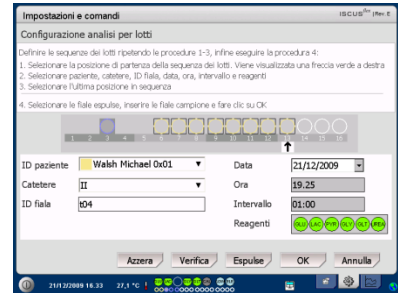 Impostazioni e comandi
ISCUSflex |Rev.E
Configurazione analisi per lotti
Definire le sequenze dei lotti ripetendo le procedure 1-3, infine eseguire la procedura 4:
1. Selezionare la posizione di partenza della sequenza dei lotti. Viene visualizzata una freccia verde a destra
2. Selezionare paziente, catetere, ID fiala, data, ora, intervallo e reagenti
3. Selezionare l'ultima posizione in sequenza
4. Selezionare le fiale espulse, inserire le fiale campione e fare clic su OK
1 2 3 4 5 6 7 8 9 10 11 12 13 14 15 16
ID paziente Walsh Michael 0x01 Data 21/12/2009
Catetere II Ora 19.25
ID fiala t04 Intervallo 01:00
Reagenti GLU LAC PYR GLY GLT UREA
Azzera Verifica Espulse OK Annulla
21/12/2009 16.33 27,1 °C